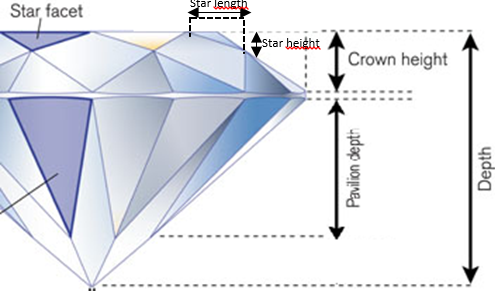 Star length
Star facet
Star height
Crown height
Pavilion depth
Depth